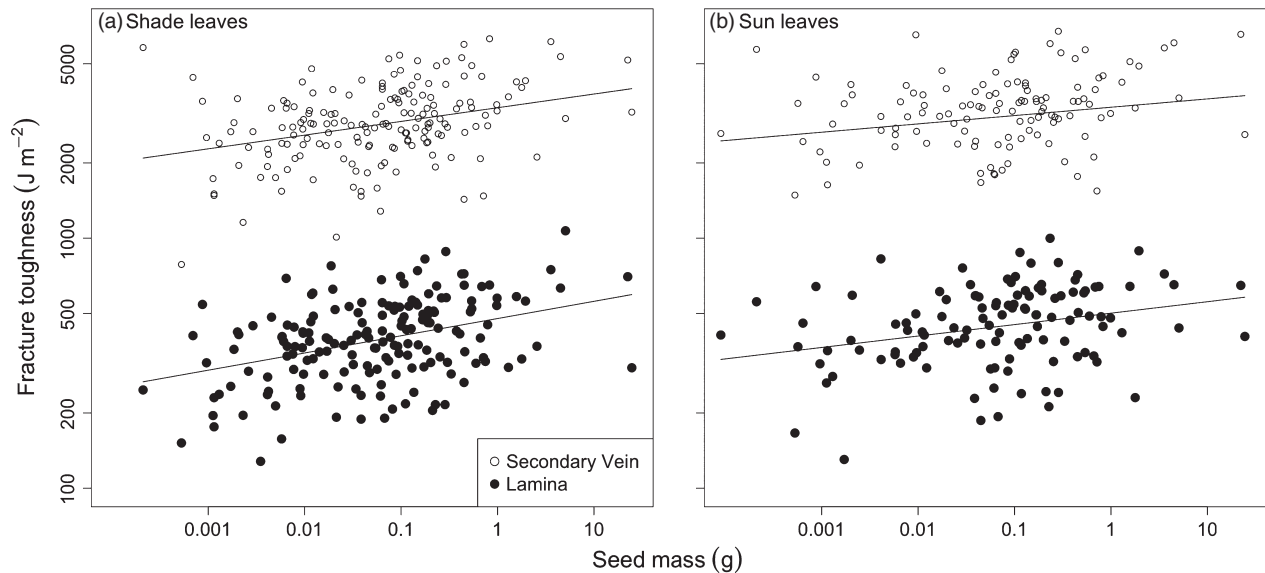 (a) Shade leaves
(b) Sun leaves
Fracture toughness (J m−2)
5000
2000
1000
500
200
100
Secondary Vein
Lamina
0.001 0.01 0.1 1 10
0.001 0.01 0.1 1 10
Seed mass (g)